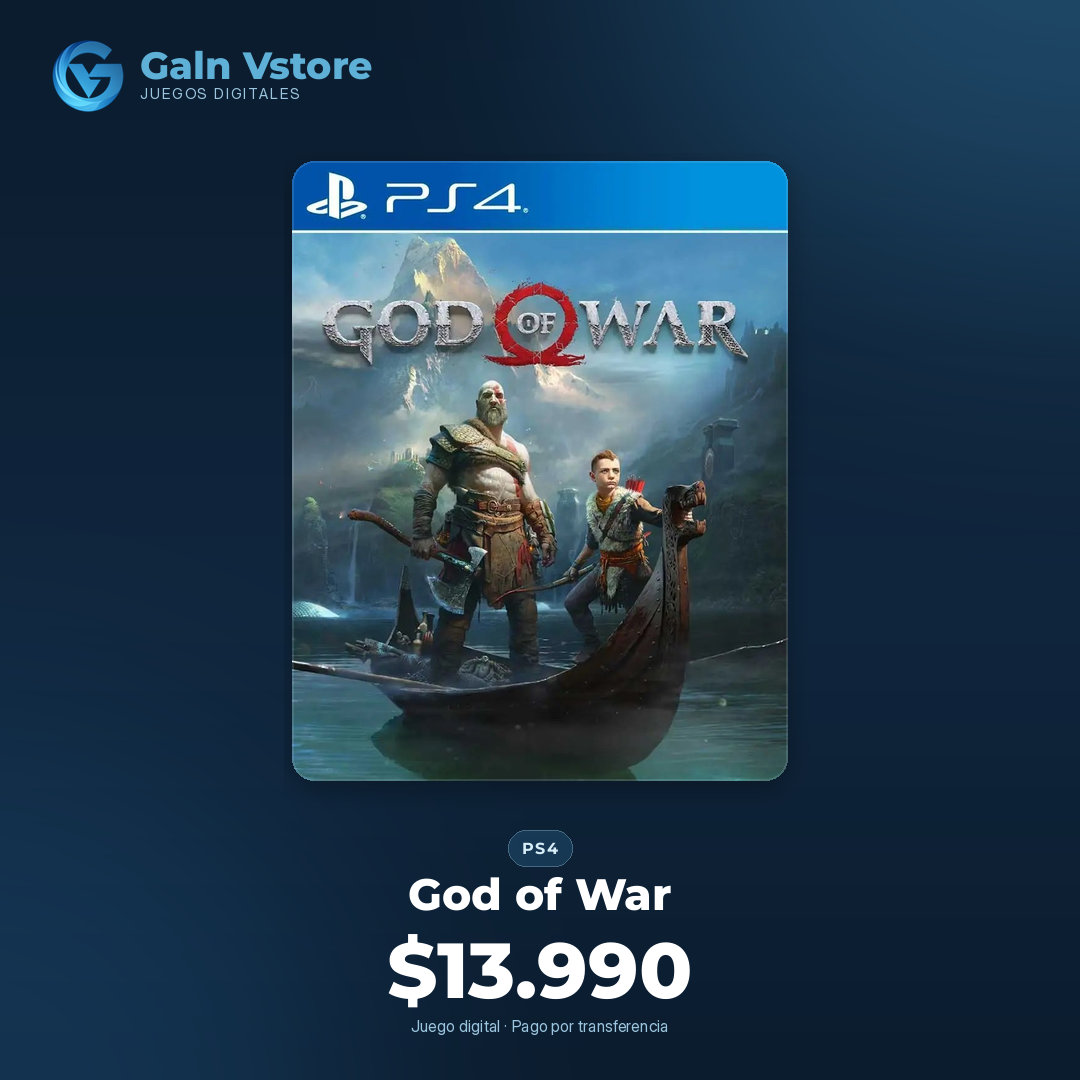 Galn Vstore
JUEGOS DIGITALES
PS4
GOD OF WAR
PS4
God of War
$13.990
Juego digital · Pago por transferencia